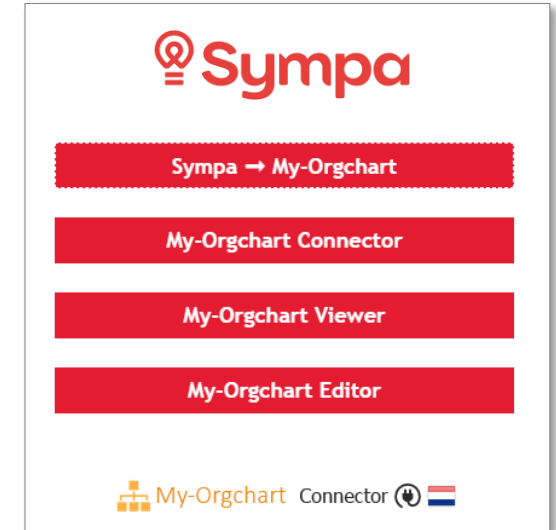 Sympa
Sympa → My-Orgchart
My-Orgchart Connector
My-Orgchart Viewer
My-Orgchart Editor
My-Orgchart Connector